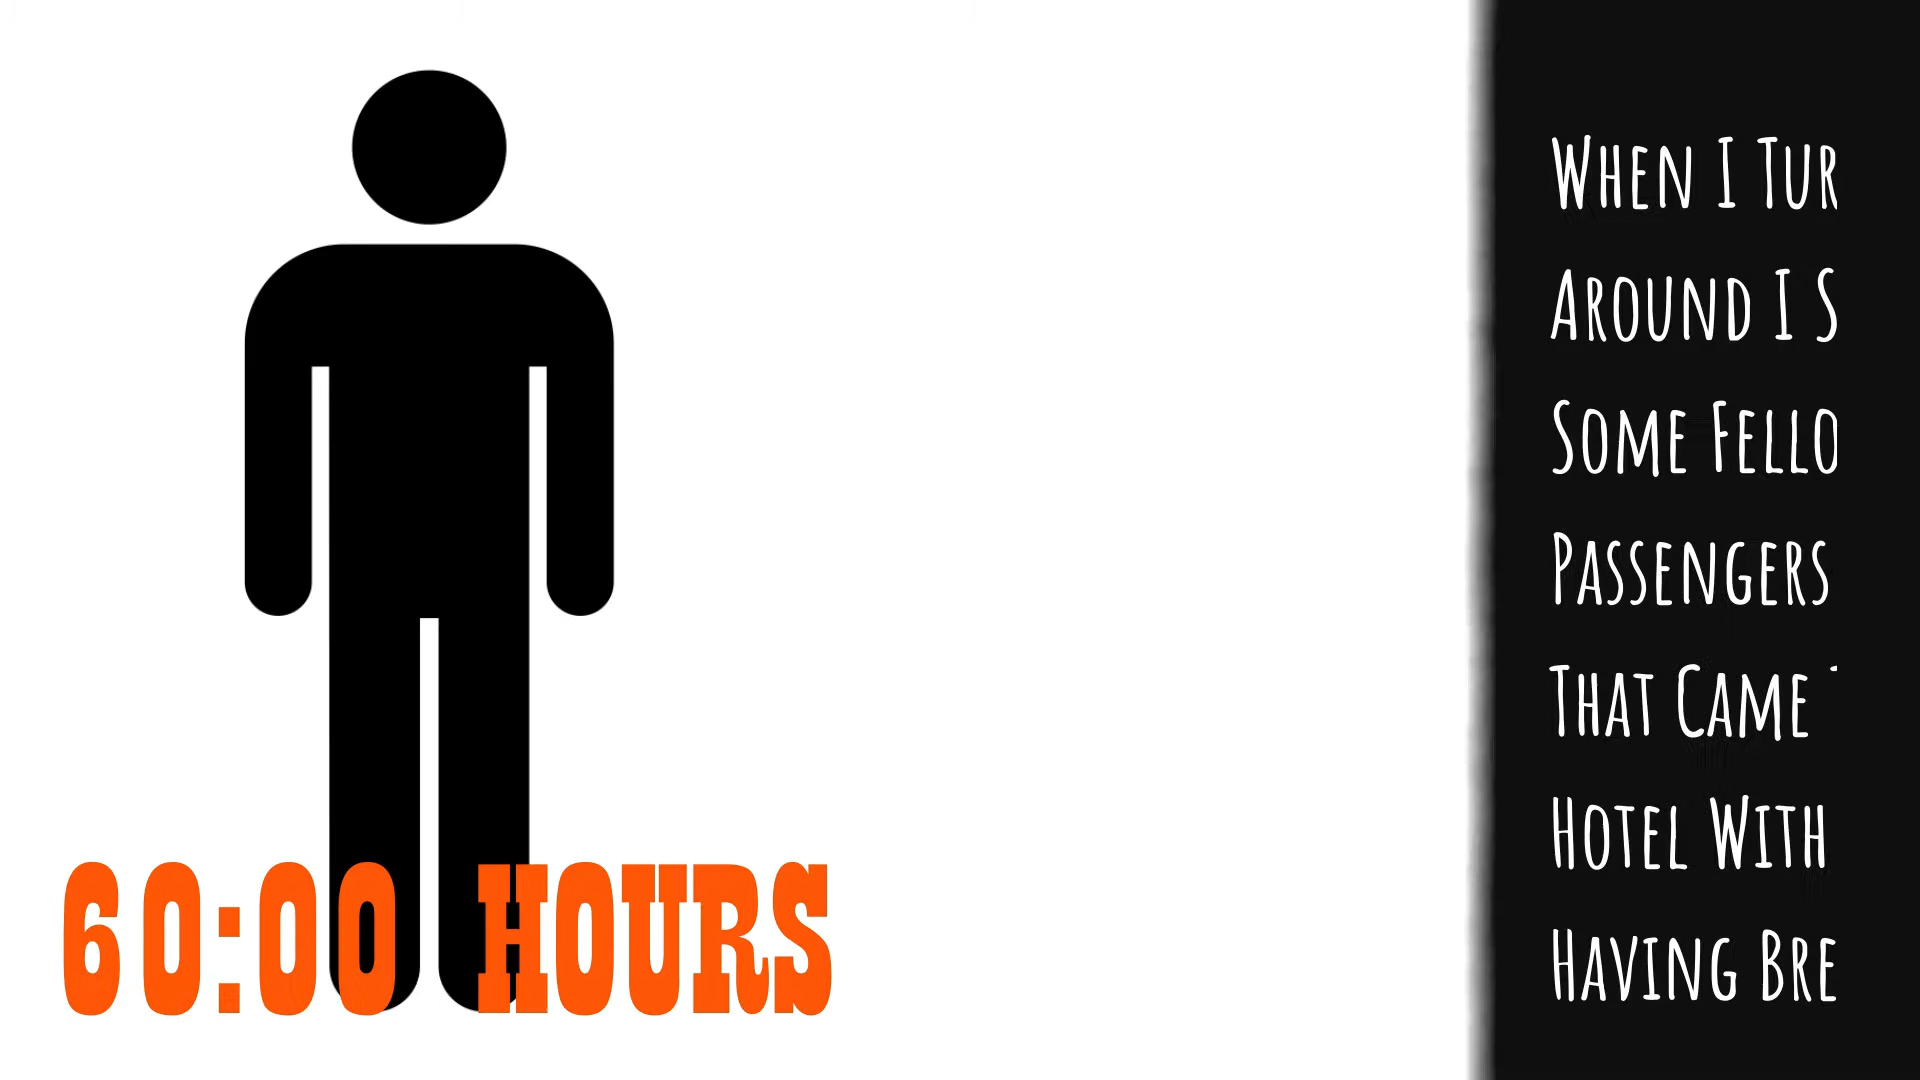 60:00 HOURS
When I Tur
Around I S
Some Fello
Passengers
That Came
Hotel With
Having Bre